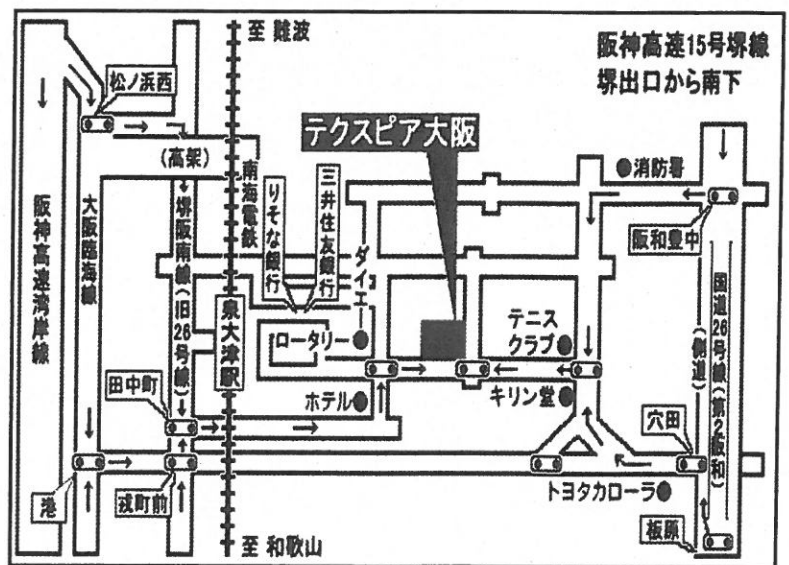 至 難波
阪神高速15号堺線
堺出口から南下
松ノ浜西
テクスピア大阪
(高架)
南海電鉄
消防署
三井住友銀行
りそな銀行
阪和豊中
阪神高速湾岸線
大阪臨海線
堺阪南線(旧26号線)
ダイエー
国道26号線(第2阪和)
(側道)
泉大津駅
ロータリー
テニス
クラブ
田中町
ホテル
キリン堂
穴田
港
戎町前
トヨタカローラ
板原
至 和歌山